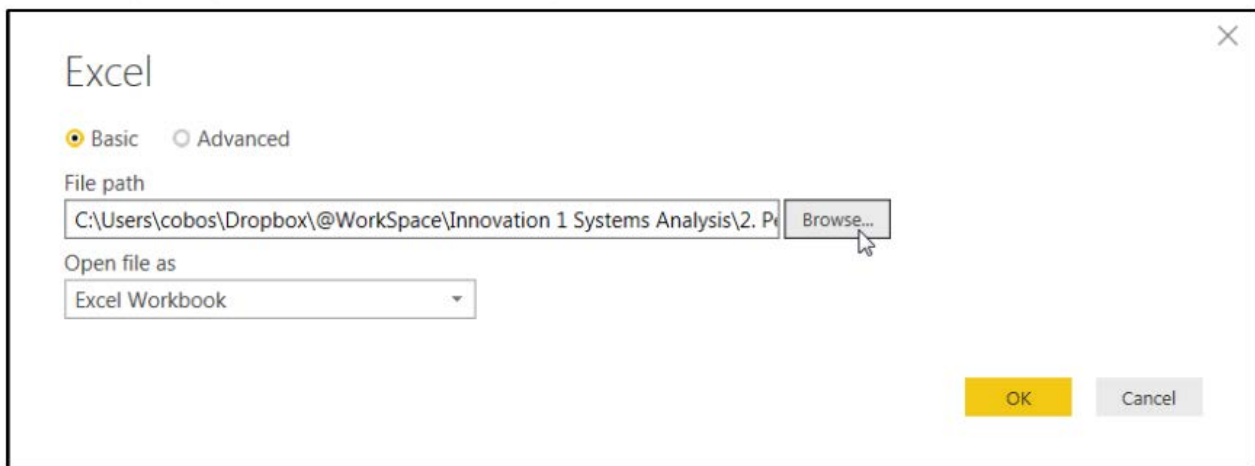 Excel
Basic Advanced
File path
C:\Users\cobos\Dropbox\@WorkSpace\Innovation 1 Systems Analysis\2. Pe Browse...
Open file as
Excel Workbook
OK Cancel